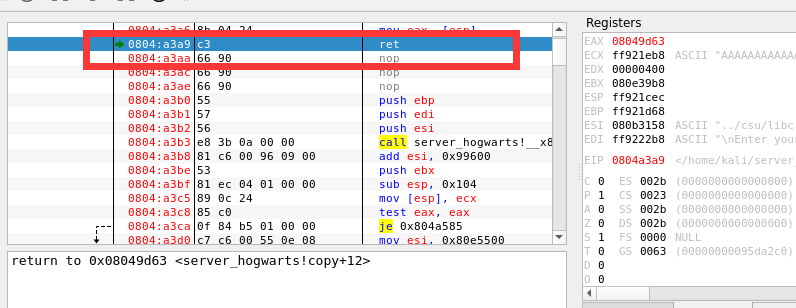 0804:a3a6 8b 04 24 mov eax, [esp]
0804:a3a9 c3 ret
0804:a3aa 66 90 nop
0804:a3ac 66 90 nop
0804:a3ae 66 90 nop
0804:a3b0 55 push ebp
0804:a3b1 57 push edi
0804:a3b2 56 push esi
0804:a3b3 e8 3b 0a 00 00 call server_hogwarts!__x8
0804:a3b8 81 c6 00 96 09 00 add esi, 0x99600
0804:a3be 53 push ebx
0804:a3bf 81 ec 04 01 00 00 sub esp, 0x104
0804:a3c5 89 0c 24 mov [esp], ecx
0804:a3c8 85 c0 test eax, eax
0804:a3ca 0f 84 b5 01 00 00 je 0x804a585
0804:a3d0 c7 c6 00 55 0e 08 mov esi, 0x80e5500
return to 0x08049d63 <server_hogwarts!copy+12>
Registers
EAX 08049d63
ECX ff921eb8 ASCII "AAAAAAAAAAAA
EDX 00000400
EBX 080e39b8
ESP ff921cec
EBP ff921d68
ESI 080b3158 ASCII "../csu/libc
EDI ff9222b8 ASCII "\nEnter your
EIP 0804a3a9 </home/kali/server_
C 0 ES 002b (0000000000000000)
P 1 CS 0023 (0000000000000000)
A 0 SS 002b (0000000000000000)
Z 0 DS 002b (0000000000000000)
S 1 FS 0000 NULL
T 0 GS 0063 (00000000095da2c0)
D 0
O 0